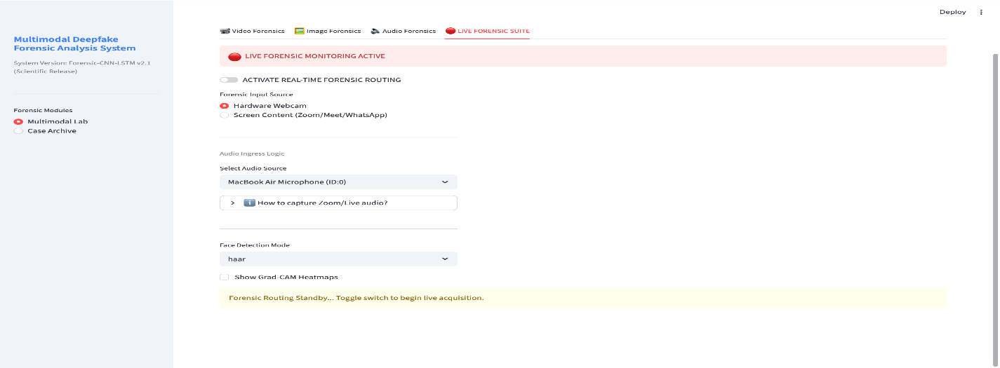 Deploy
Multimodal Deepfake
Forensic Analysis System
System Version: Forensic-CNN-LSTM v2.1
(Scientific Release)
Forensic Modules
Multimodal Lab
Case Archive
Video Forensics
Image Forensics
Audio Forensics
LIVE FORENSIC SUITE
LIVE FORENSIC MONITORING ACTIVE
ACTIVATE REAL-TIME FORENSIC ROUTING
Forensic Input Source
Hardware Webcam
Screen Content (Zoom/Meet/WhatsApp)
Audio Ingress Logic
Select Audio Source
MacBook Air Microphone (ID:0)
How to capture Zoom/Live audio?
Face Detection Mode
haar
Show Grad-CAM Heatmaps
Forensic Routing Standby... Toggle switch to begin live acquisition.